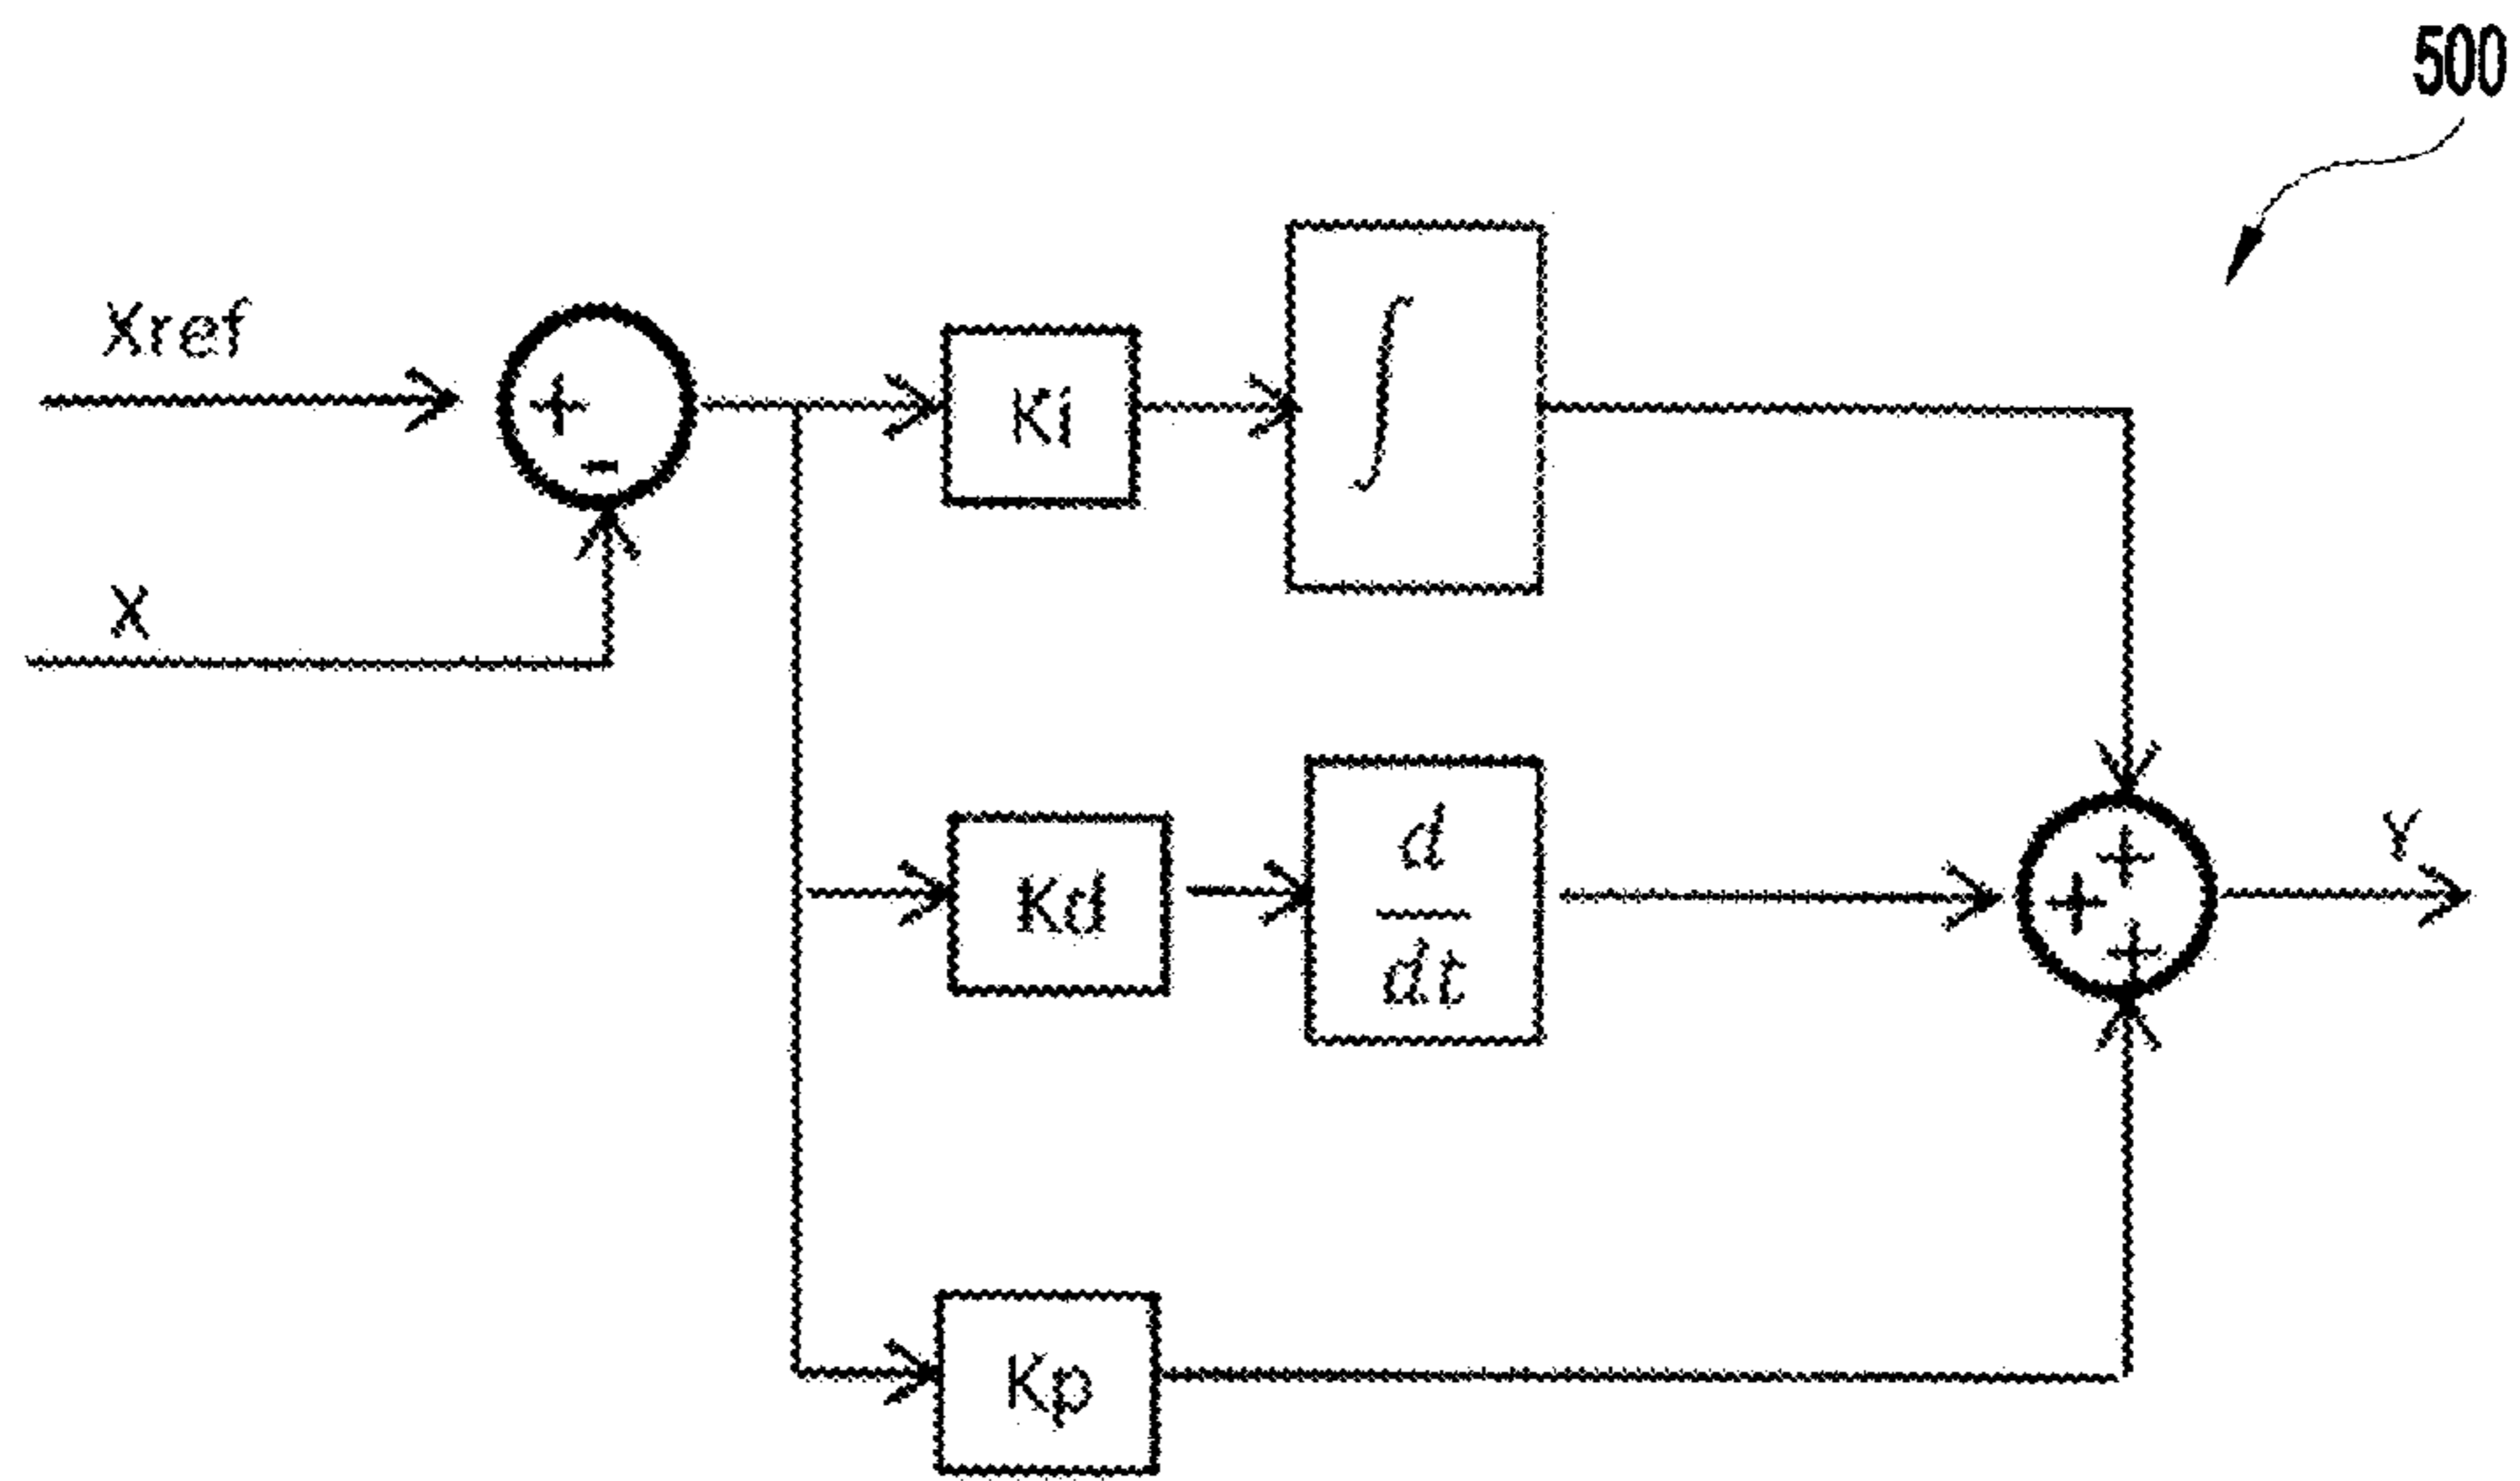 500
Xref
+
-
X
Ki
∫
Kd
d
dt
+
+
+
Y
Kp